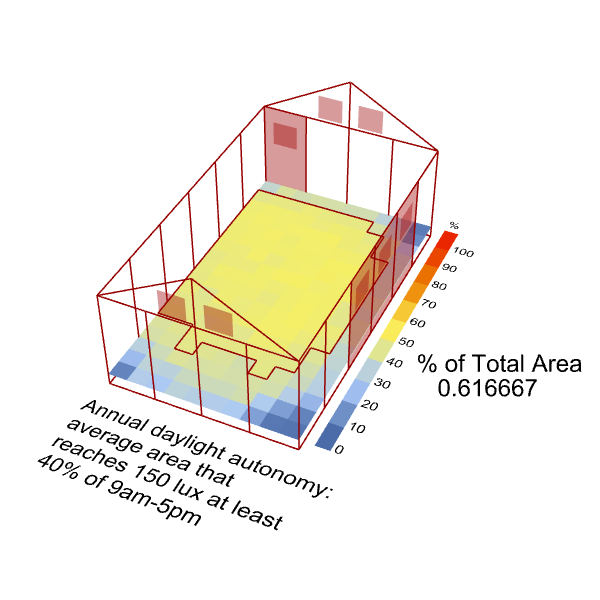 %
100
90
80
70
60
50
40
30
20
10
0
% of Total Area
0.616667
Annual daylight autonomy:
average area that
reaches 150 lux at least
40% of 9am-5pm